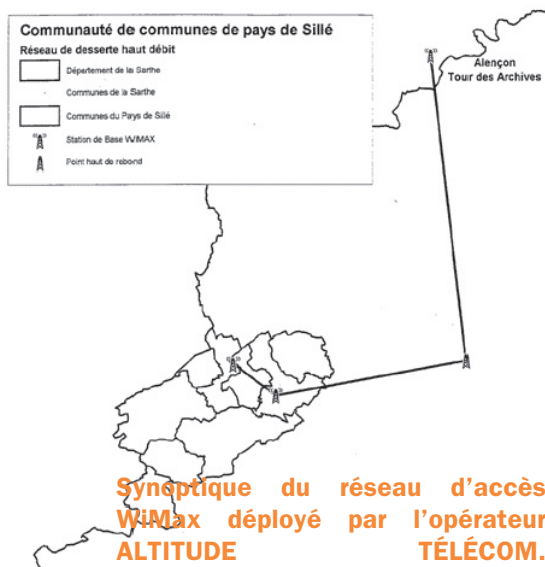 Communauté de communes de pays de Sillé
Réseau de desserte haut débit
Département de la Sarthe
Communes de la Sarthe
Communes du Pays de Sillé
Station de Base WIMAX
Point haut de rebond
Alençon
Tour des Archives
Synoptique du réseau d'accès
WiMax déployé par l'opérateur
ALTITUDE TÉLÉCOM.